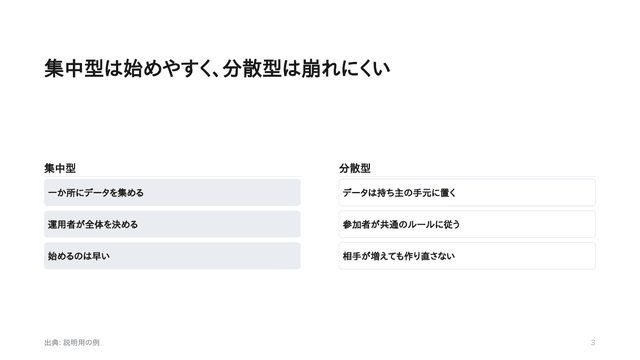 集中型は始めやすく、分散型は崩れにくい
集中型
一か所にデータを集める
運用者が全体を決める
始めるのは早い
分散型
データは持ち主の手元に置く
参加者が共通のルールに従う
相手が増えても作り直さない
出典: 説明用の例
3